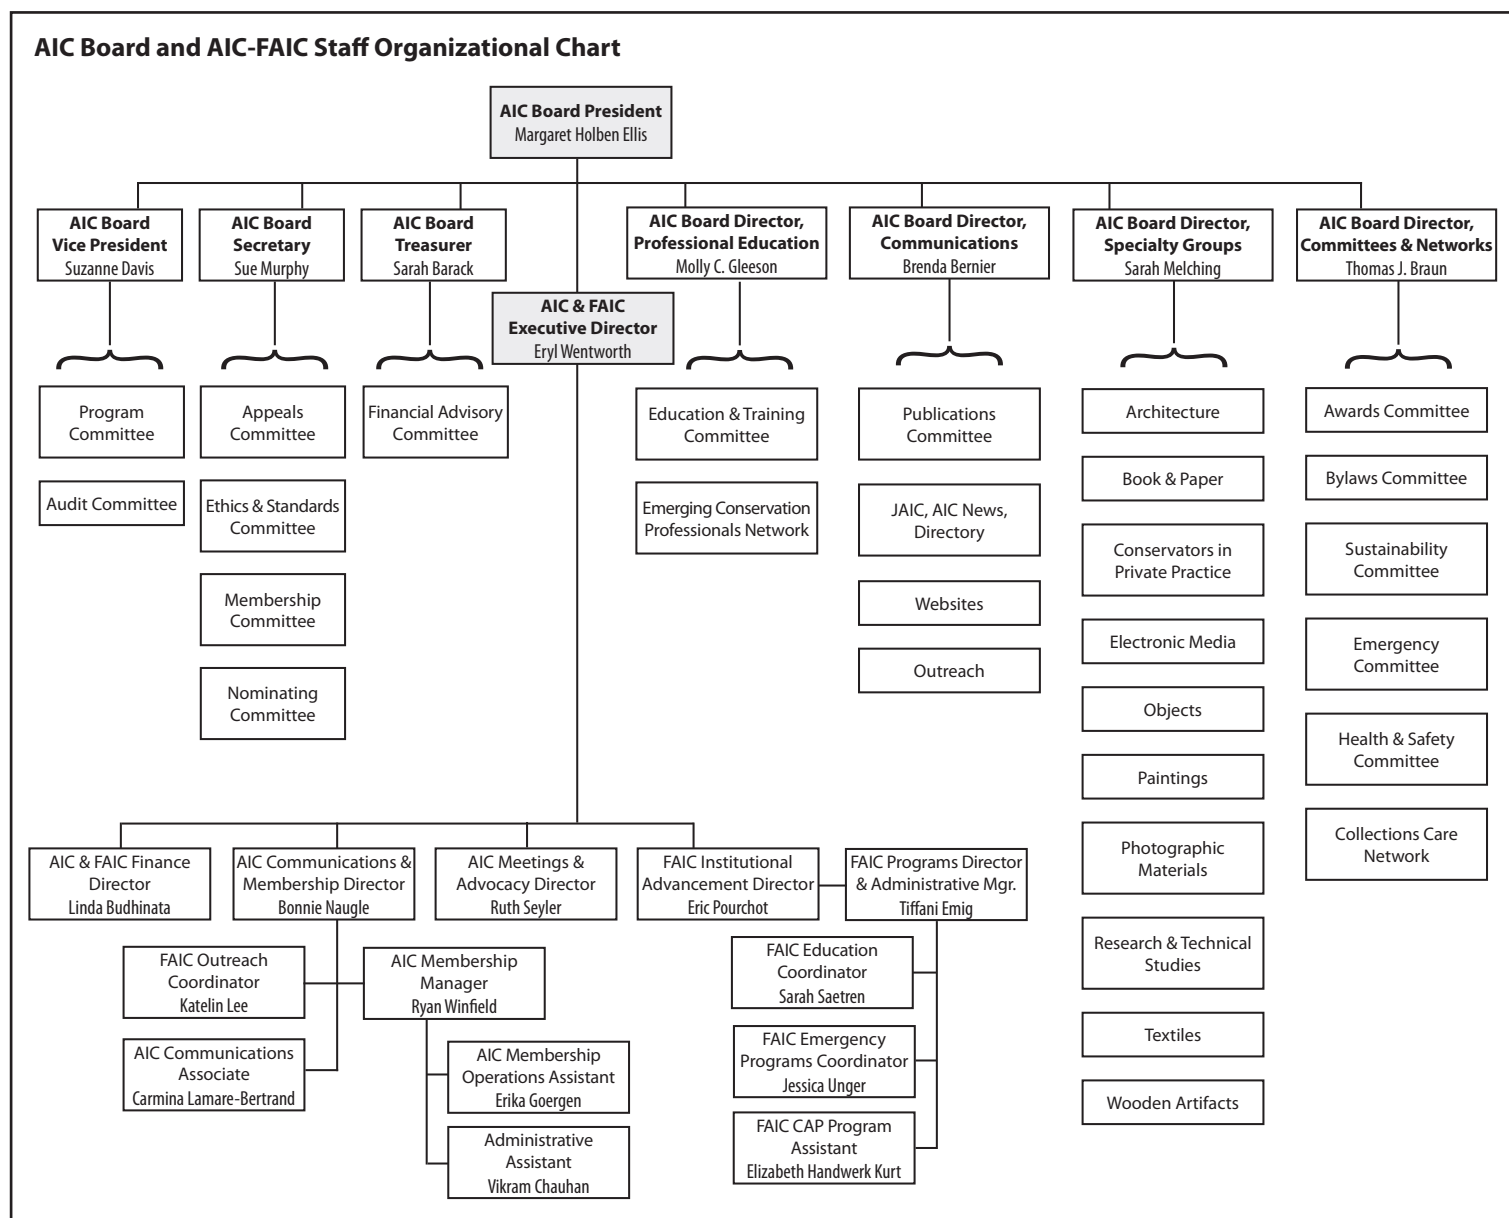 AIC Board and AIC-FAIC Staff Organizational Chart
AIC Board President
Margaret Holben Ellis
AIC Board
Vice President
Suzanne Davis
AIC Board
Secretary
Sue Murphy
AIC Board
Treasurer
Sarah Barack
AIC Board Director,
Professional Education
Molly C. Gleeson
AIC Board Director,
Communications
Brenda Bernier
AIC Board Director,
Specialty Groups
Sarah Melching
AIC Board Director,
Committees & Networks
Thomas J. Braun
AIC & FAIC
Executive Director
Eryl Wentworth
Program
Committee
Audit Committee
Appeals
Committee
Ethics & Standards
Committee
Membership
Committee
Nominating
Committee
Financial Advisory
Committee
Education & Training
Committee
Emerging Conservation
Professionals Network
Publications
Committee
JAIC, AIC News,
Directory
Websites
Outreach
Architecture
Book & Paper
Conservators in
Private Practice
Electronic Media
Objects
Paintings
Photographic
Materials
Research & Technical
Studies
Textiles
Wooden Artifacts
Awards Committee
Bylaws Committee
Sustainability
Committee
Emergency
Committee
Health & Safety
Committee
Collections Care
Network
AIC & FAIC Finance
Director
Linda Budhinata
AIC Communications &
Membership Director
Bonnie Naugle
AIC Meetings &
Advocacy Director
Ruth Seyler
FAIC Institutional
Advancement Director
Eric Pourchot
FAIC Programs Director
& Administrative Mgr.
Tiffani Emig
FAIC Outreach
Coordinator
Katelin Lee
AIC Communications
Associate
Carmina Lamare-Bertrand
AIC Membership
Manager
Ryan Winfield
AIC Membership
Operations Assistant
Erika Goergen
Administrative
Assistant
Vikram Chauhan
FAIC Education
Coordinator
Sarah Saetren
FAIC Emergency
Programs Coordinator
Jessica Unger
FAIC CAP Program
Assistant
Elizabeth Handwerk Kurt